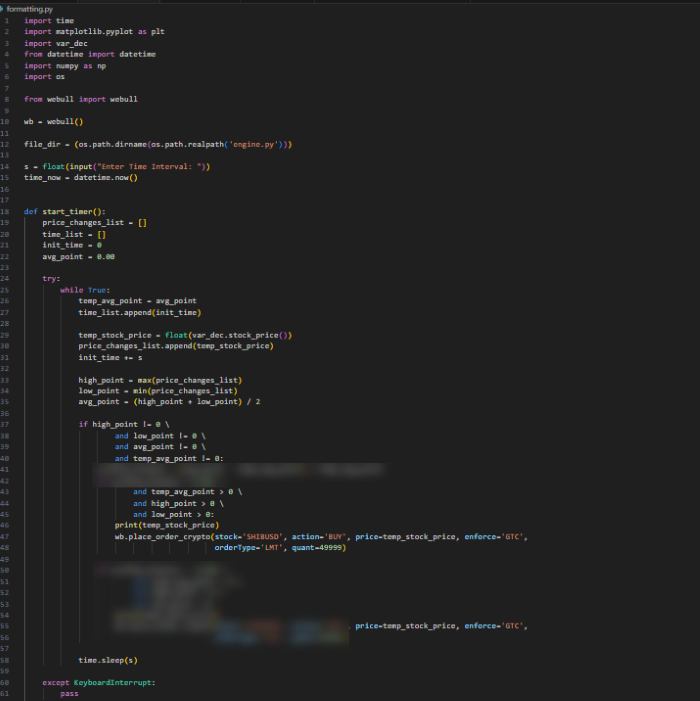 formatting.py
1 import time
2 import matplotlib.pyplot as plt
3 import var_dec
4 from datetime import datetime
5 import numpy as np
6 import os
7
8 from webull import webull
9
10 wb = webull()
11
12 file_dir = (os.path.dirname(os.path.realpath('engine.py')))
13
14 s = float(input("Enter Time Interval: "))
15 time_now = datetime.now()
16
17
18 def start_timer():
19 price_changes_list = []
20 time_list = []
21 init_time = 0
22 avg_point = 0.00
23
24 try:
25 while True:
26 temp_avg_point = avg_point
27 time_list.append(init_time)
28
29 temp_stock_price = float(var_dec.stock_price())
30 price_changes_list.append(temp_stock_price)
31 init_time += s
32
33 high_point = max(price_changes_list)
34 low_point = min(price_changes_list)
35 avg_point = (high_point + low_point) / 2
36
37 if high_point != 0 \
38 and low_point != 0 \
39 and avg_point != 0 \
40 and temp_avg_point != 0:
41
42
43 and temp_avg_point > 0 \
44 and high_point > 0 \
45 and low_point > 0:
46 print(temp_stock_price)
47 wb.place_order_crypto(stock='SHIBUSD', action='BUY', price=temp_stock_price, enforce='GTC',
48 orderType='LMT', quant=49999)
49
50
51
52
53
54
55 price=temp_stock_price, enforce='GTC',
56
57
58 time.sleep(s)
59
60 except KeyboardInterrupt:
61 pass